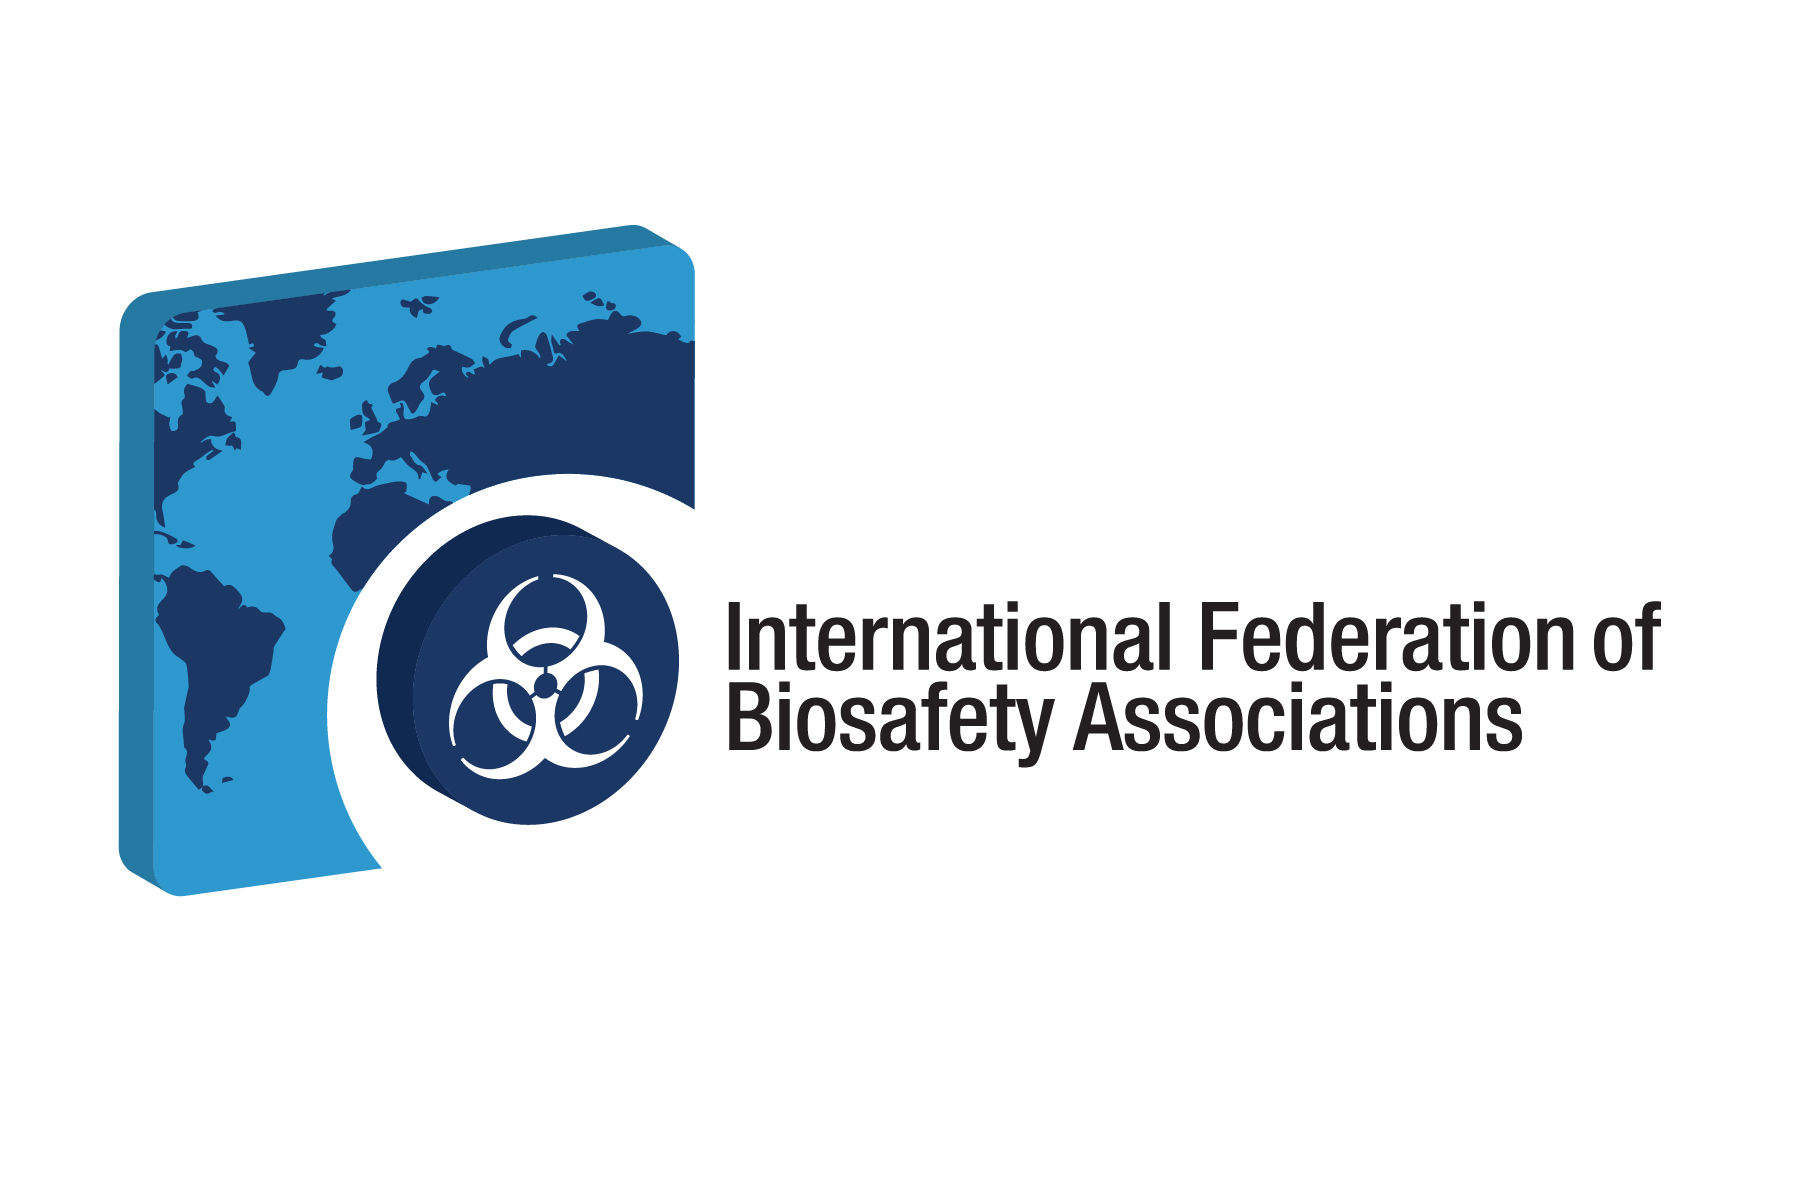 International Federation of
Biosafety Associations